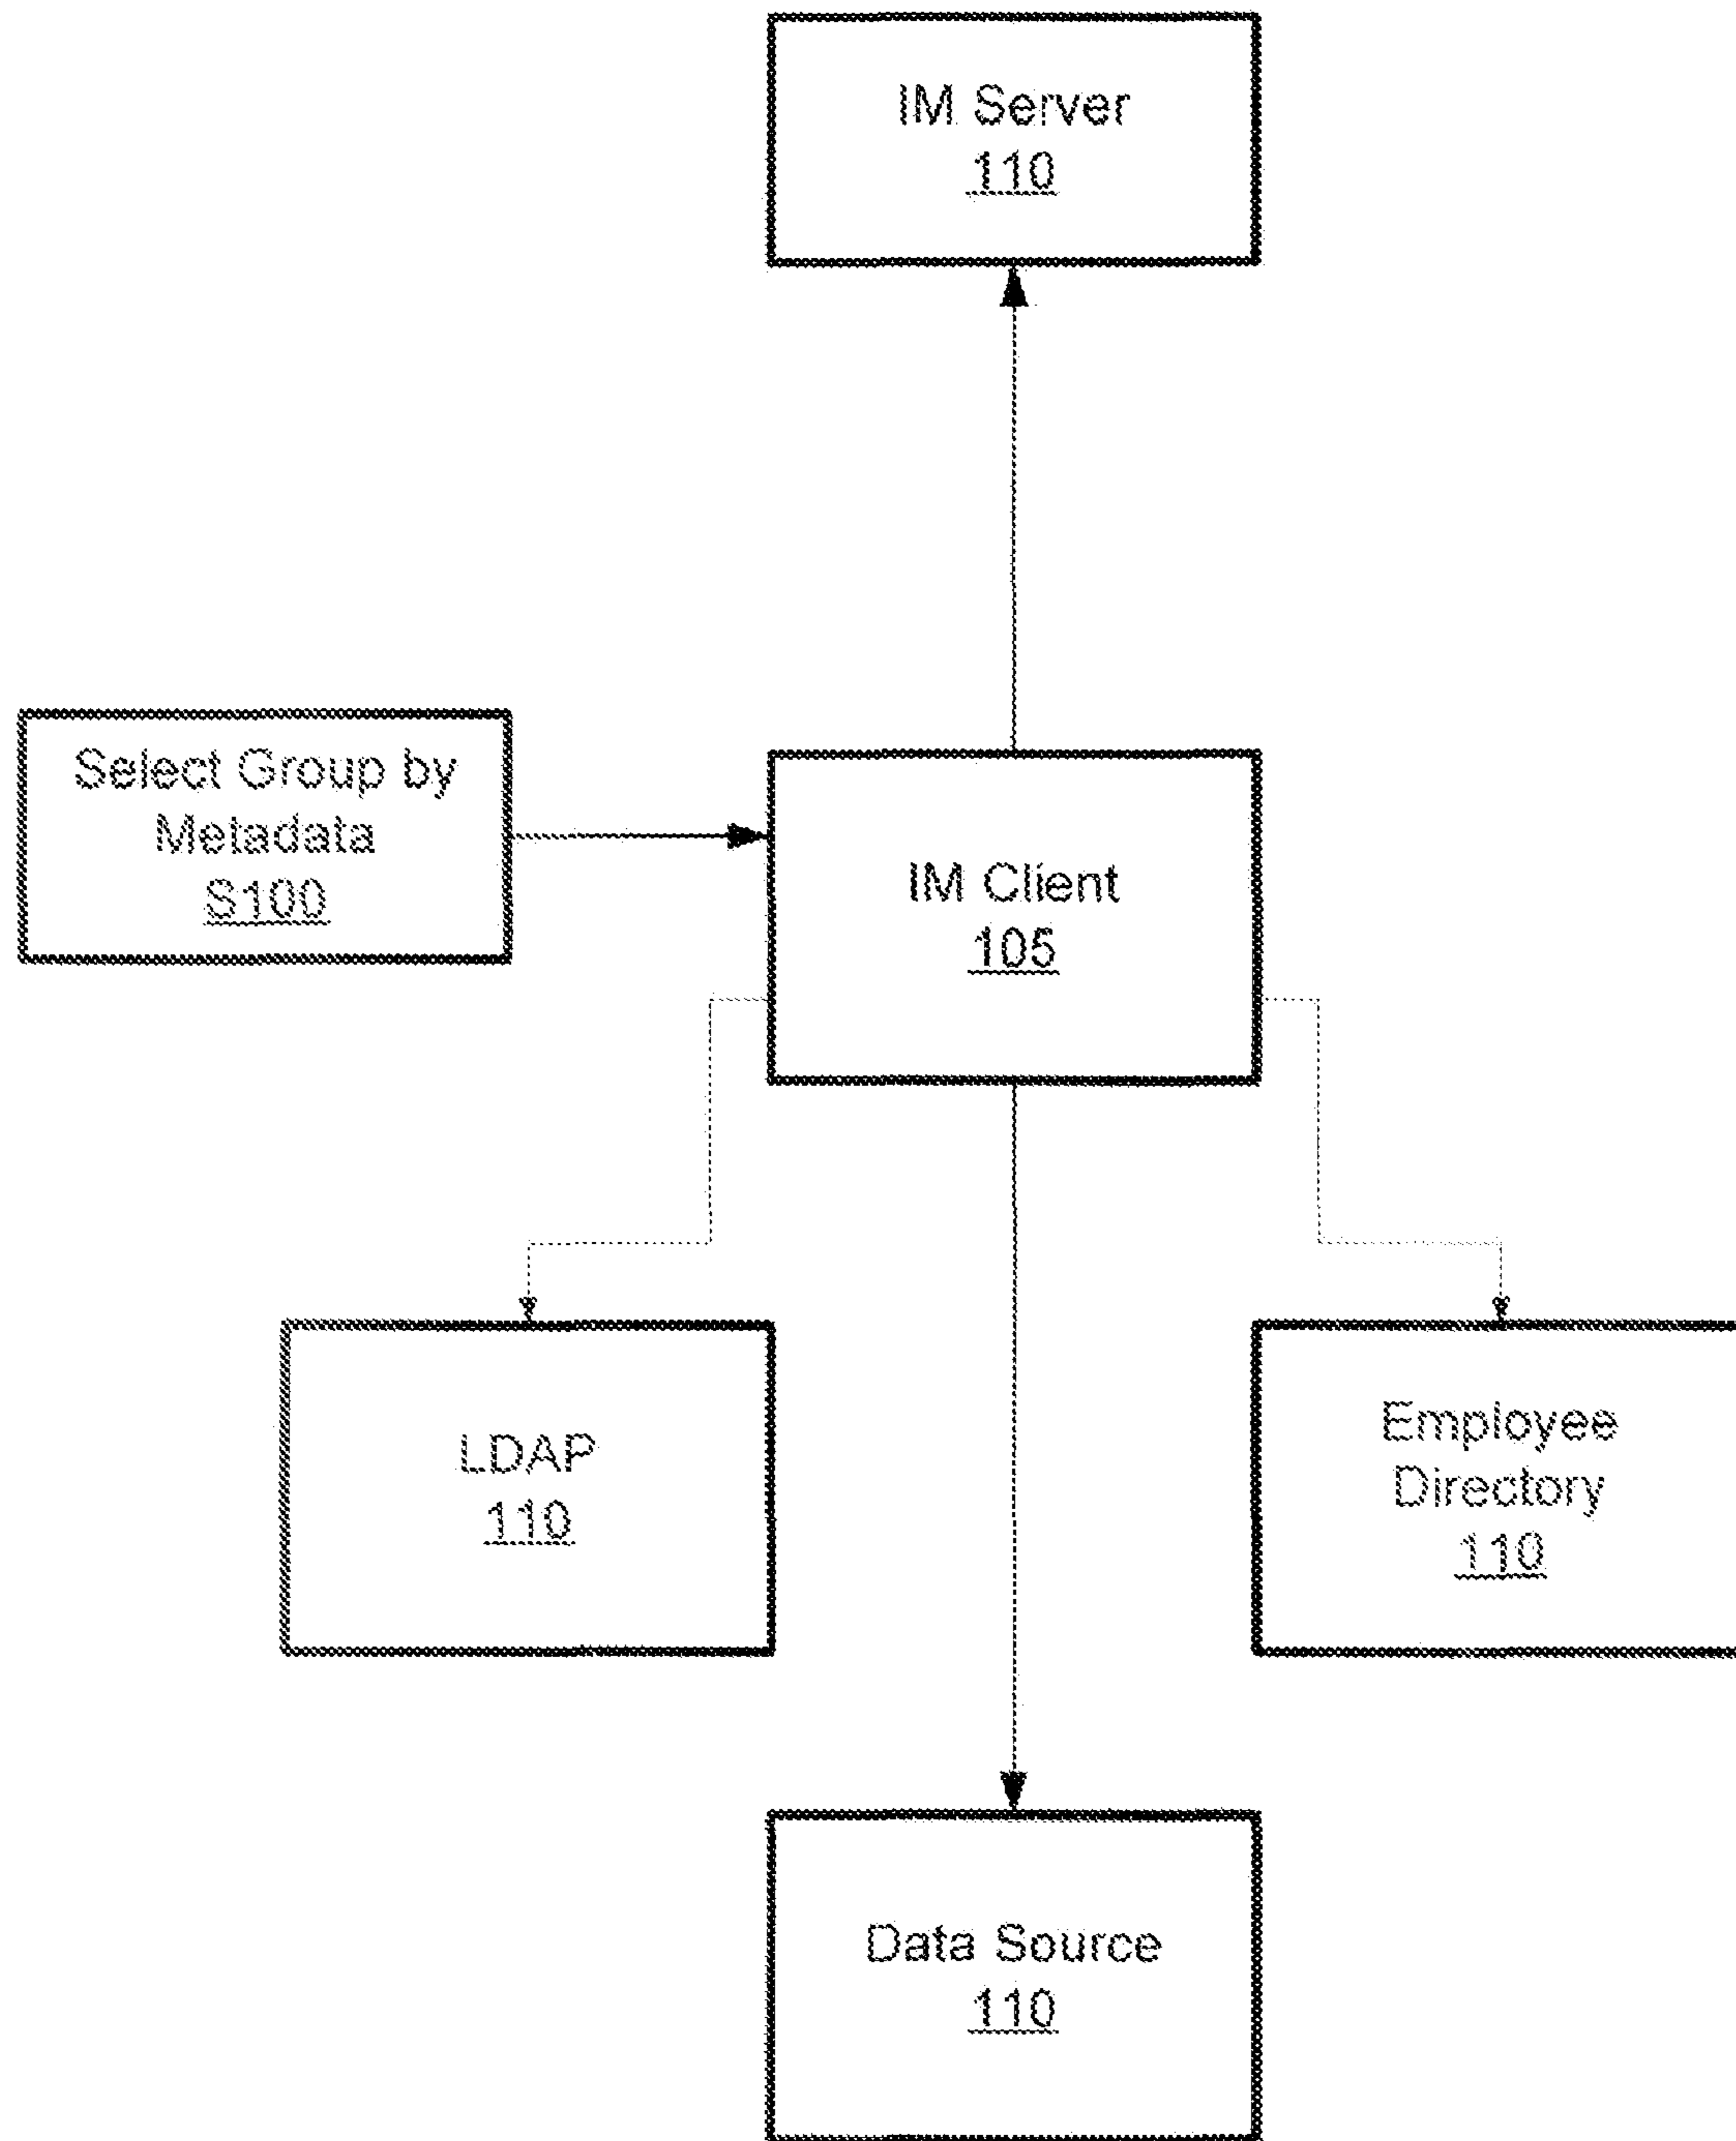 IM Server
110
Select Group by
Metadata
S100
IM Client
105
LDAP
110
Employee
Directory
110
Data Source
110